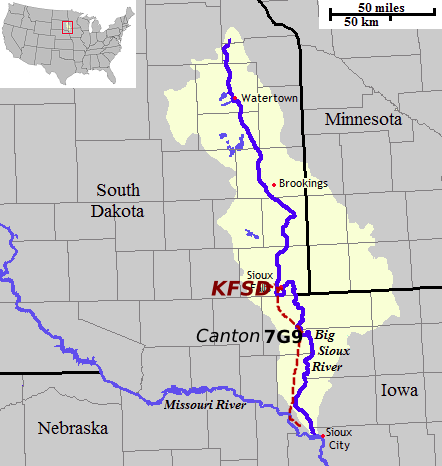 50 miles
50 km
Watertown
Minnesota
Brookings
South
Dakota
Sioux
KFSD
Canton 7G9
Big
Sioux
River
Iowa
Missouri River
Nebraska
Sioux
City